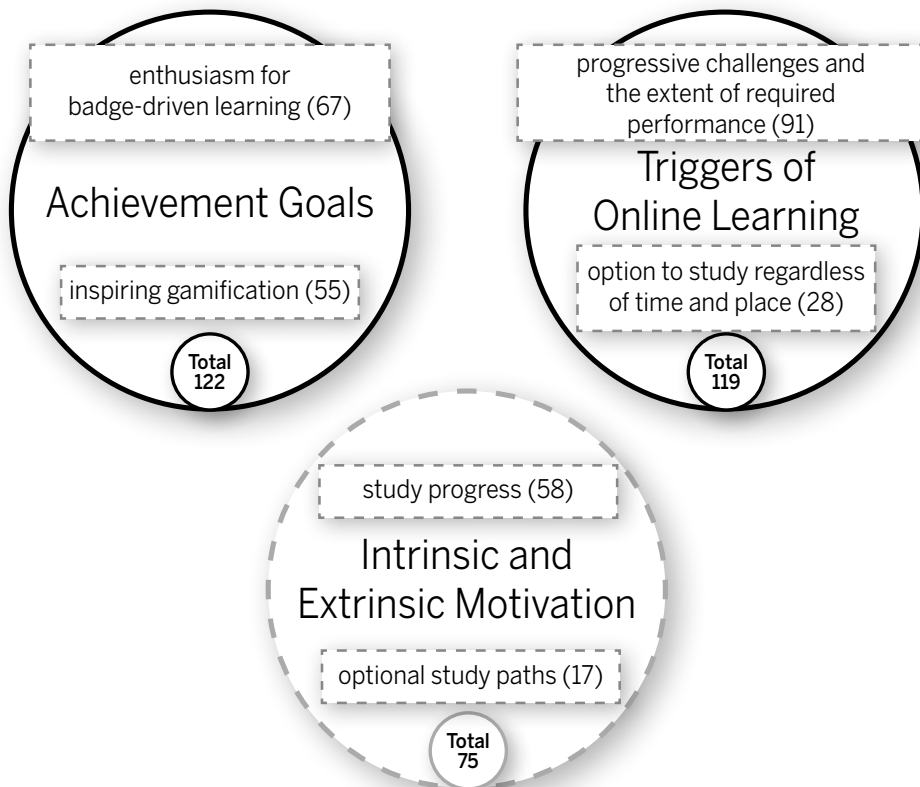 enthusiasm for
badge-driven learning (67)
Achievement Goals
inspiring gamification (55)
Total
122
progressive challenges and
the extent of required
performance (91)
Triggers of
Online Learning
option to study regardless
of time and place (28)
Total
119
study progress (58)
Intrinsic and
Extrinsic Motivation
optional study paths (17)
Total
75